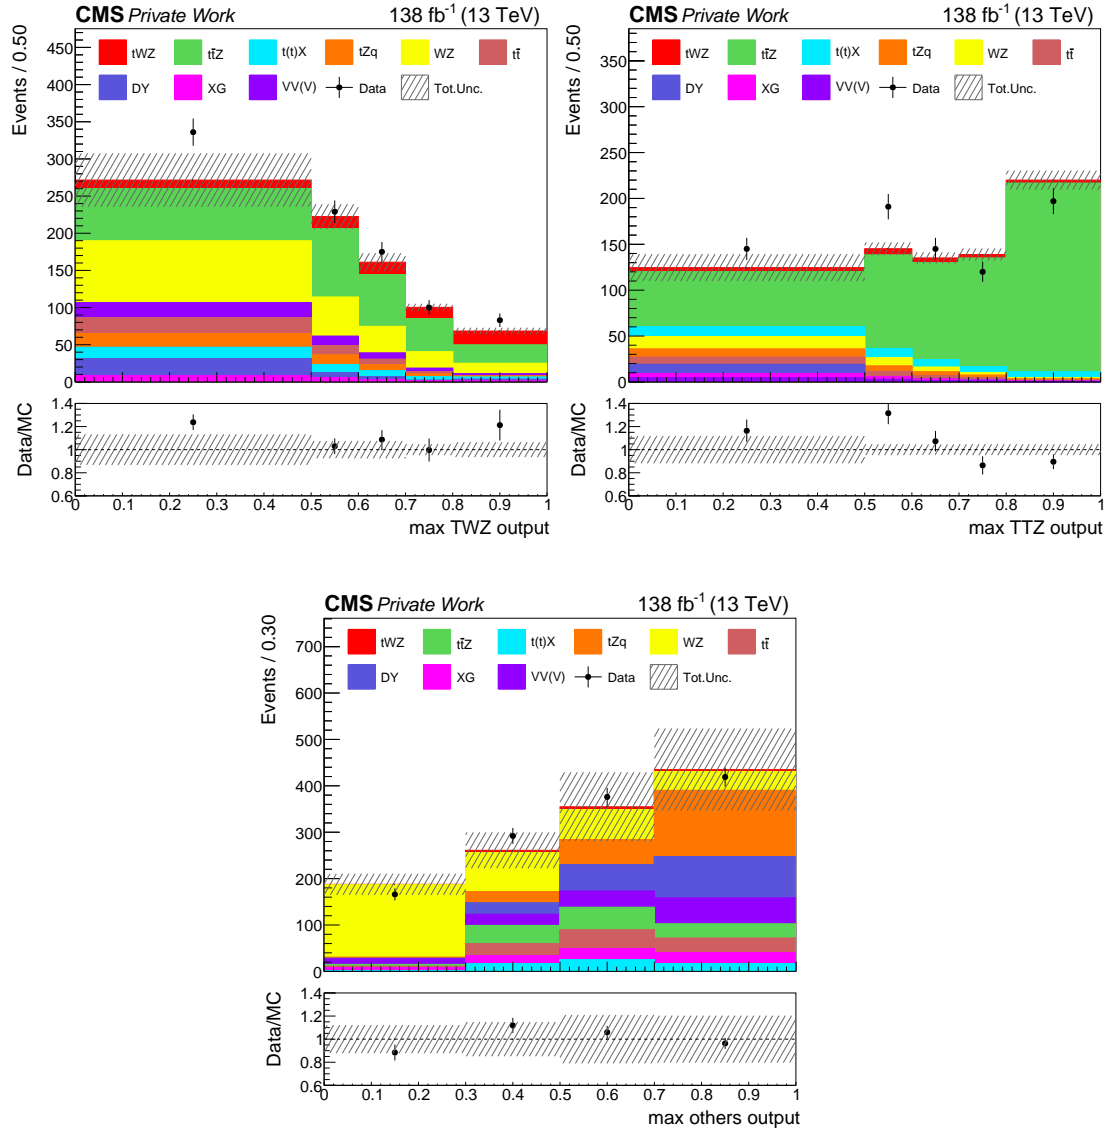 CMS Private Work 138 fb⁻¹ (13 TeV)
Events / 0.50
450
400
350
300
250
200
150
100
50
0
tWZ tt̄Z t(t)X tZq WZ tt̄
DY XG VV(V) Data Tot.Unc.
Data/MC
1.4
1.2
1
0.8
0.6
0 0.1 0.2 0.3 0.4 0.5 0.6 0.7 0.8 0.9 1
max TWZ output
CMS Private Work 138 fb⁻¹ (13 TeV)
Events / 0.50
350
300
250
200
150
100
50
0
tWZ tt̄Z t(t)X tZq WZ tt̄
DY XG VV(V) Data Tot.Unc.
Data/MC
1.4
1.2
1
0.8
0.6
0 0.1 0.2 0.3 0.4 0.5 0.6 0.7 0.8 0.9 1
max TTZ output
CMS Private Work 138 fb⁻¹ (13 TeV)
Events / 0.30
700
600
500
400
300
200
100
0
tWZ tt̄Z t(t)X tZq WZ tt̄
DY XG VV(V) Data Tot.Unc.
Data/MC
1.4
1.2
1
0.8
0.6
0 0.1 0.2 0.3 0.4 0.5 0.6 0.7 0.8 0.9 1
max others output